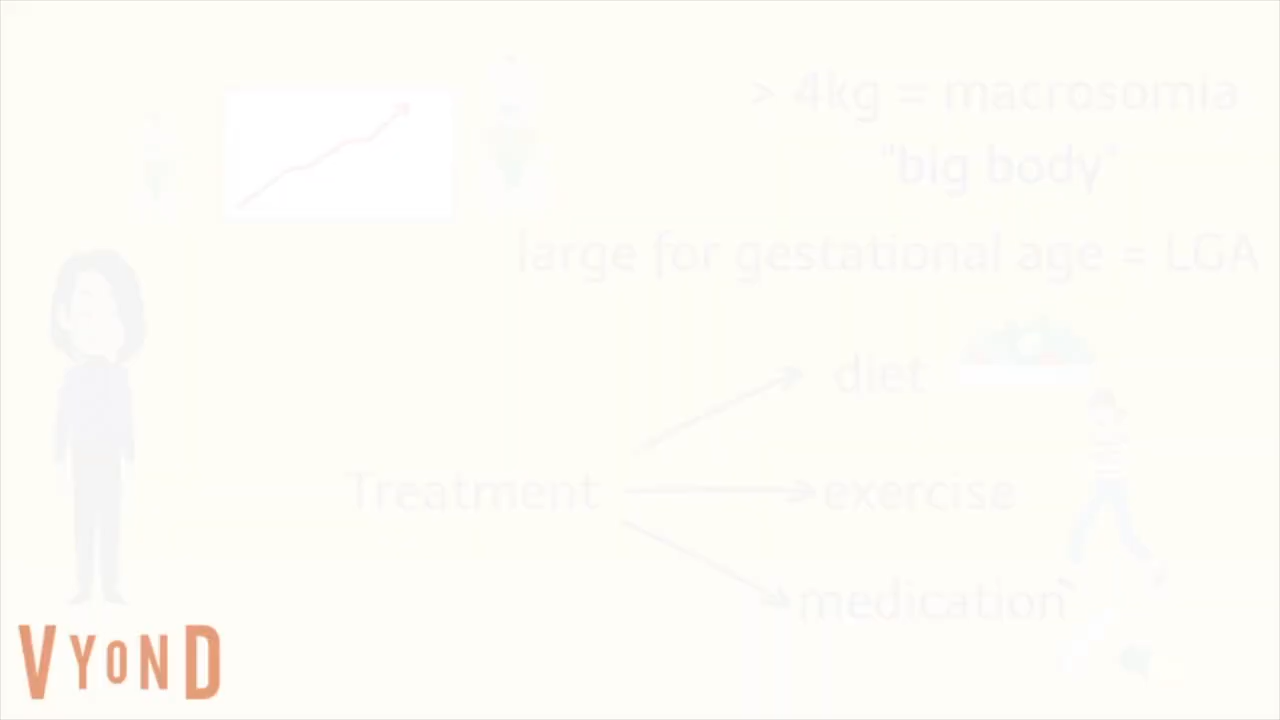 > 4kg = macrosomia
"big body"
large for gestational age = LGA
diet
Treatment
exercise
medication
VYOND